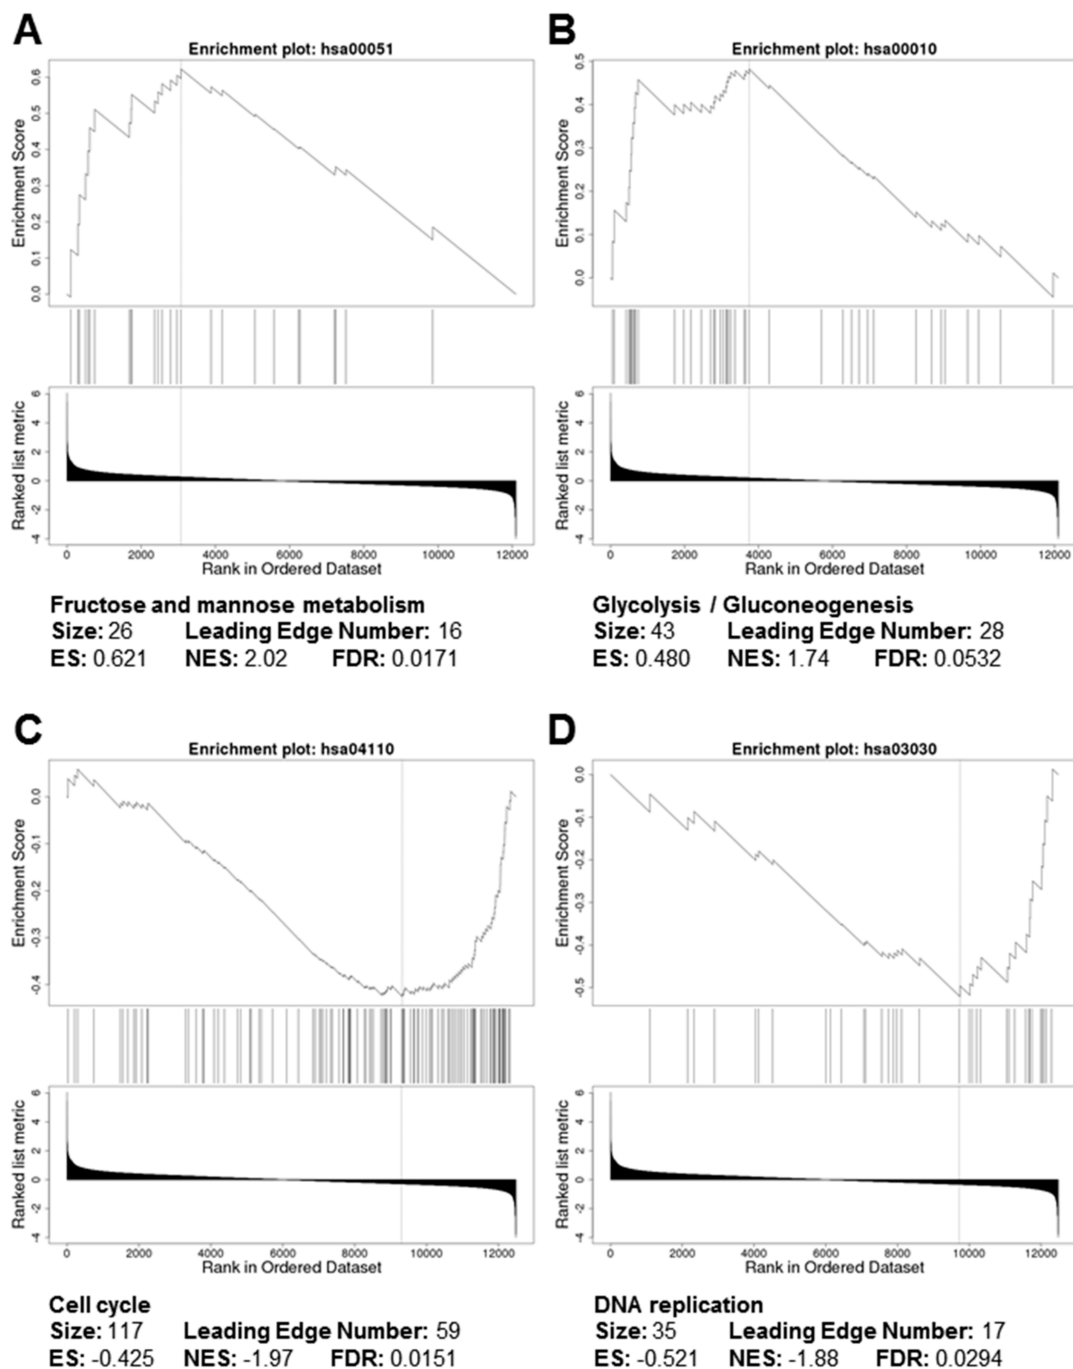 A
Enrichment plot: hsa00051
Enrichment Score
0.0 0.1 0.2 0.3 0.4 0.5 0.6
Ranked list metric
-4 -2 0 2 4 6
0 2000 4000 6000 8000 10000 12000
Rank in Ordered Dataset
Fructose and mannose metabolism
Size: 26 Leading Edge Number: 16
ES: 0.621 NES: 2.02 FDR: 0.0171
B
Enrichment plot: hsa00010
Enrichment Score
0.0 0.1 0.2 0.3 0.4 0.5
Ranked list metric
-4 -2 0 2 4 6
0 2000 4000 6000 8000 10000 12000
Rank in Ordered Dataset
Glycolysis / Gluconeogenesis
Size: 43 Leading Edge Number: 28
ES: 0.480 NES: 1.74 FDR: 0.0532
C
Enrichment plot: hsa04110
Enrichment Score
-0.4 -0.3 -0.2 -0.1 0.0
Ranked list metric
-4 -2 0 2 4 6
0 2000 4000 6000 8000 10000 12000
Rank in Ordered Dataset
Cell cycle
Size: 117 Leading Edge Number: 59
ES: -0.425 NES: -1.97 FDR: 0.0151
D
Enrichment plot: hsa03030
Enrichment Score
-0.5 -0.4 -0.3 -0.2 -0.1 0.0
Ranked list metric
-4 -2 0 2 4 6
0 2000 4000 6000 8000 10000 12000
Rank in Ordered Dataset
DNA replication
Size: 35 Leading Edge Number: 17
ES: -0.521 NES: -1.88 FDR: 0.0294